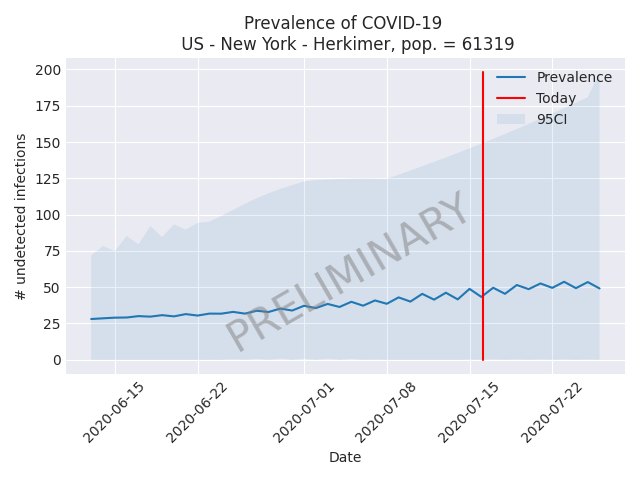 Prevalence of COVID-19
US - New York - Herkimer, pop. = 61319
200
175
150
125
100
75
50
25
0
# undetected infections
Prevalence
Today
95CI
PRELIMINARY
2020-06-15
2020-06-22
2020-07-01
2020-07-08
2020-07-15
2020-07-22
Date